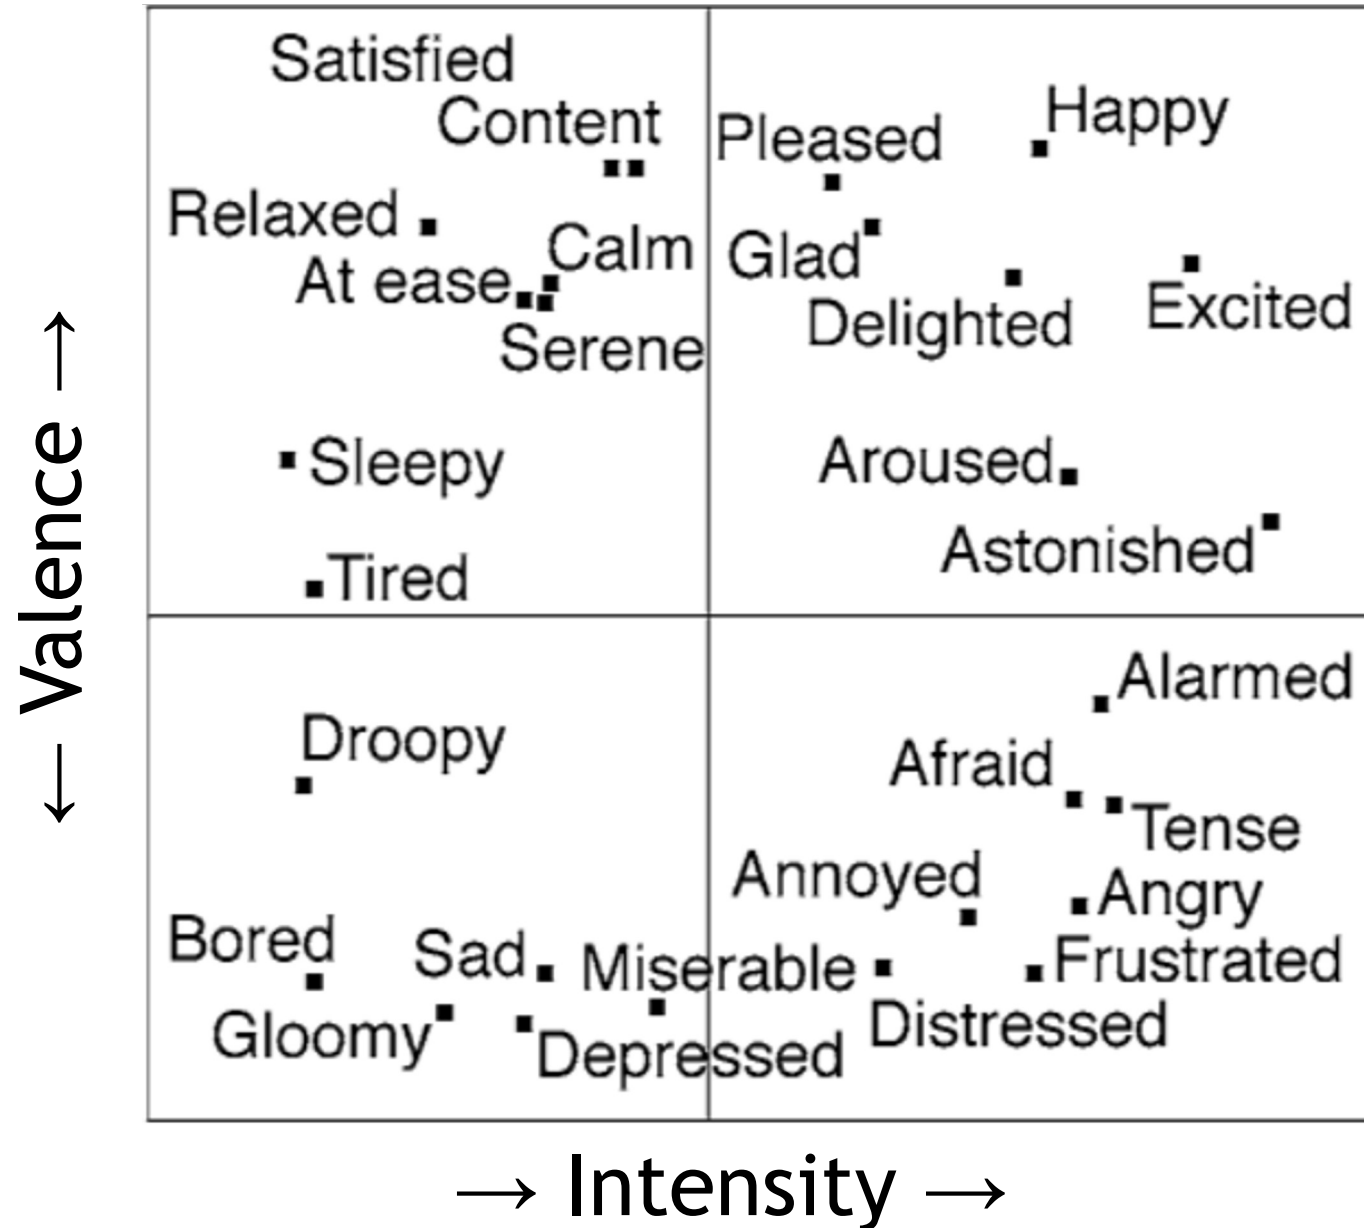 Satisfied
Content
Relaxed
Calm
At ease
Serene
Sleepy
Tired
Pleased
Happy
Glad
Delighted
Excited
Aroused
Astonished
Droopy
Bored
Sad
Gloomy
Miserable
Depressed
Alarmed
Afraid
Tense
Annoyed
Angry
Frustrated
Distressed
← Valence →
→ Intensity →